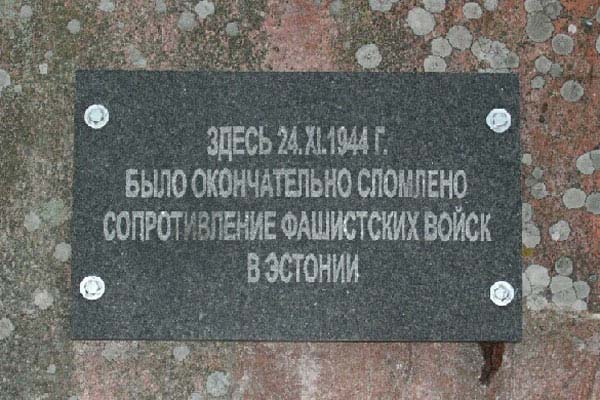 ЗДЕСЬ 24.XI.1944 Г.
БЫЛО ОКОНЧАТЕЛЬНО СЛОМЛЕНО
СОПРОТИВЛЕНИЕ ФАШИСТСКИХ ВОЙСК
В ЭСТОНИИ